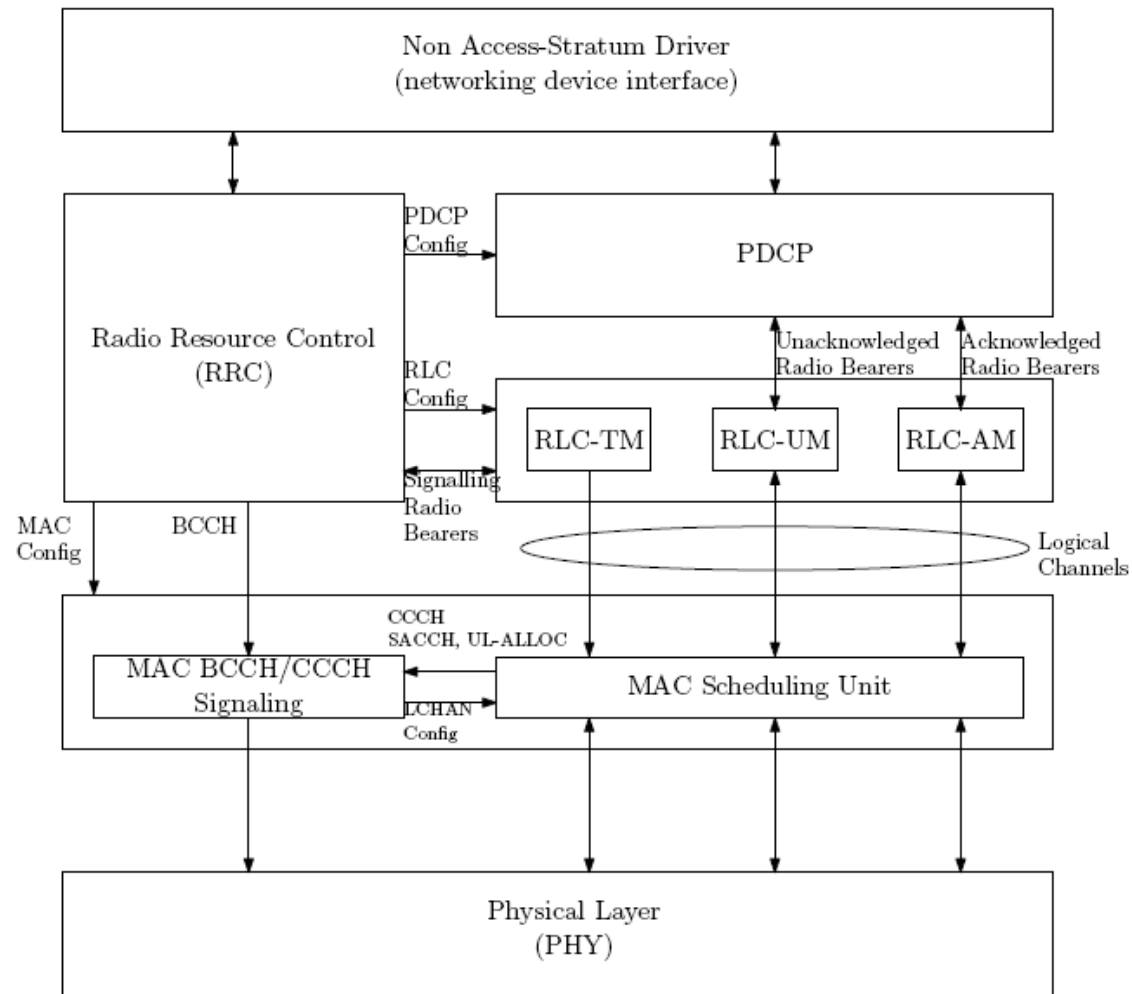 Non Access-Stratum Driver
(networking device interface)
PDCP
Config
PDCP
Radio Resource Control
(RRC)
Unacknowledged
Radio Bearers
Acknowledged
Radio Bearers
RLC
Config
RLC-TM
RLC-UM
RLC-AM
Signalling
Radio
Bearers
MAC
Config
BCCH
Logical
Channels
CCCH
SACCH, UL-ALLOC
MAC BCCH/CCCH
Signaling
MAC Scheduling Unit
LCHAN
Config
Physical Layer
(PHY)